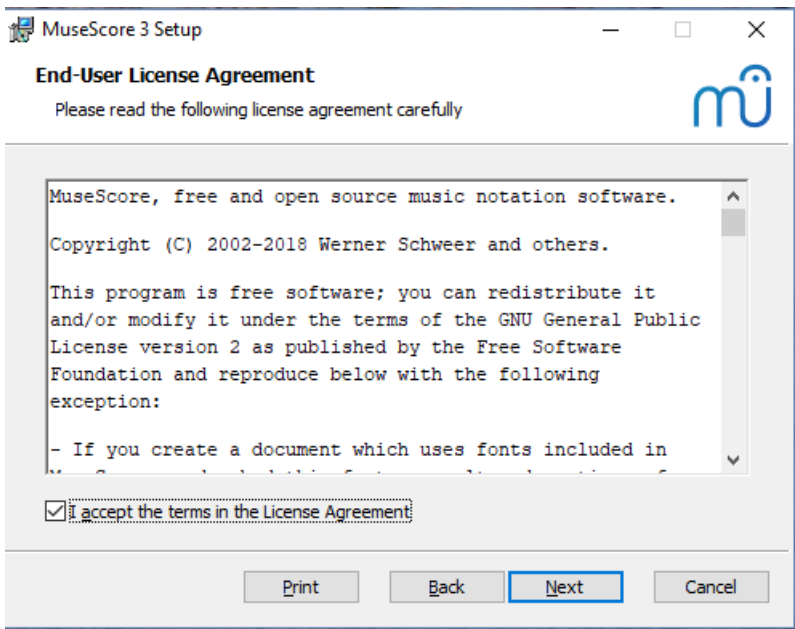 MuseScore 3 Setup
End-User License Agreement
Please read the following license agreement carefully
MuseScore, free and open source music notation software.
Copyright (C) 2002-2018 Werner Schweer and others.
This program is free software; you can redistribute it
and/or modify it under the terms of the GNU General Public
License version 2 as published by the Free Software
Foundation and reproduce below with the following
exception:
- If you create a document which uses fonts included in
I accept the terms in the License Agreement
Print
Back
Next
Cancel